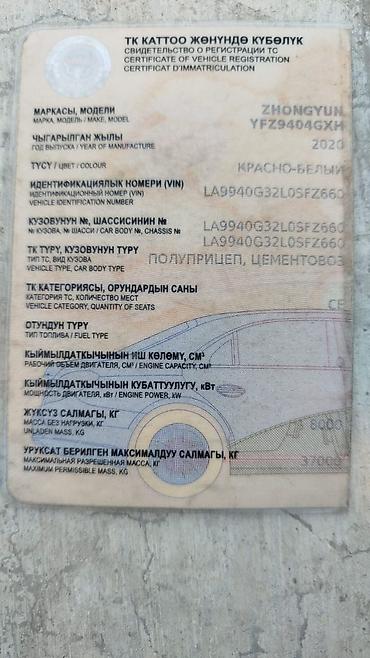 ТК КАТТОО ЖӨНҮНДӨ КҮБӨЛҮК
СВИДЕТЕЛЬСТВО О РЕГИСТРАЦИИ ТС
CERTIFICATE OF VEHICLE REGISTRATION
CERTIFICAT D'IMMATRICULATION
МАРКАСЫ, МОДЕЛИ
МАРКА, МОДЕЛЬ / MAKE, MODEL
ZHONGYUN
YFZ9404GXH
ЧЫГАРЫЛГАН ЖЫЛЫ
ГОД ВЫПУСКА / YEAR OF MANUFACTURE
2020
ТҮСҮ / ЦВЕТ / COLOUR
КРАСНО-БЕЛЫЙ
ИДЕНТИФИКАЦИЯЛЫК НОМЕРИ (VIN)
ИДЕНТИФИКАЦИОННЫЙ НОМЕР (VIN)
VEHICLE IDENTIFICATION NUMBER
LA9940G32L0SFZ660
КУЗОВУНУН №, ШАССИСИНИН №
№ КУЗОВА, № ШАССИ / CAR BODY №, CHASSIS №
LA9940G32L0SFZ660
LA9940G32L0SFZ660
ТК ТҮРҮ, КУЗОВУНУН ТҮРҮ
ТИП ТС, ВИД КУЗОВА
VEHICLE TYPE, CAR BODY TYPE
ПОЛУПРИЦЕП, ЦЕМЕНТОВОЗ
ТК КАТЕГОРИЯСЫ, ОРУНДАРДЫН САНЫ
КАТЕГОРИЯ ТС, КОЛИЧЕСТВО МЕСТ
VEHICLE CATEGORY, QUANTITY OF SEATS
CE
ОТУНДУН ТҮРҮ
ТИП ТОПЛИВА / FUEL TYPE
КЫЙМЫЛДАТКЫЧЫНЫН ИШ КӨЛӨМҮ, СМ³
РАБОЧИЙ ОБЪЕМ ДВИГАТЕЛЯ, СМ³ / ENGINE CAPACITY, CM³
КЫЙМЫЛДАТКЫЧЫНЫН КУБАТТУУЛУГУ, кВт
МОЩНОСТЬ ДВИГАТЕЛЯ, кВт / ENGINE POWER, kW
ЖҮКСҮЗ САЛМАГЫ, КГ
МАССА БЕЗ НАГРУЗКИ, КГ
UNLADEN MASS, KG
8000
УРУКСАТ БЕРИЛГЕН МАКСИМАЛДУУ САЛМАГЫ, КГ
МАКСИМАЛЬНАЯ РАЗРЕШЕННАЯ МАССА, КГ
MAXIMUM PERMISSIBLE MASS, KG
37000